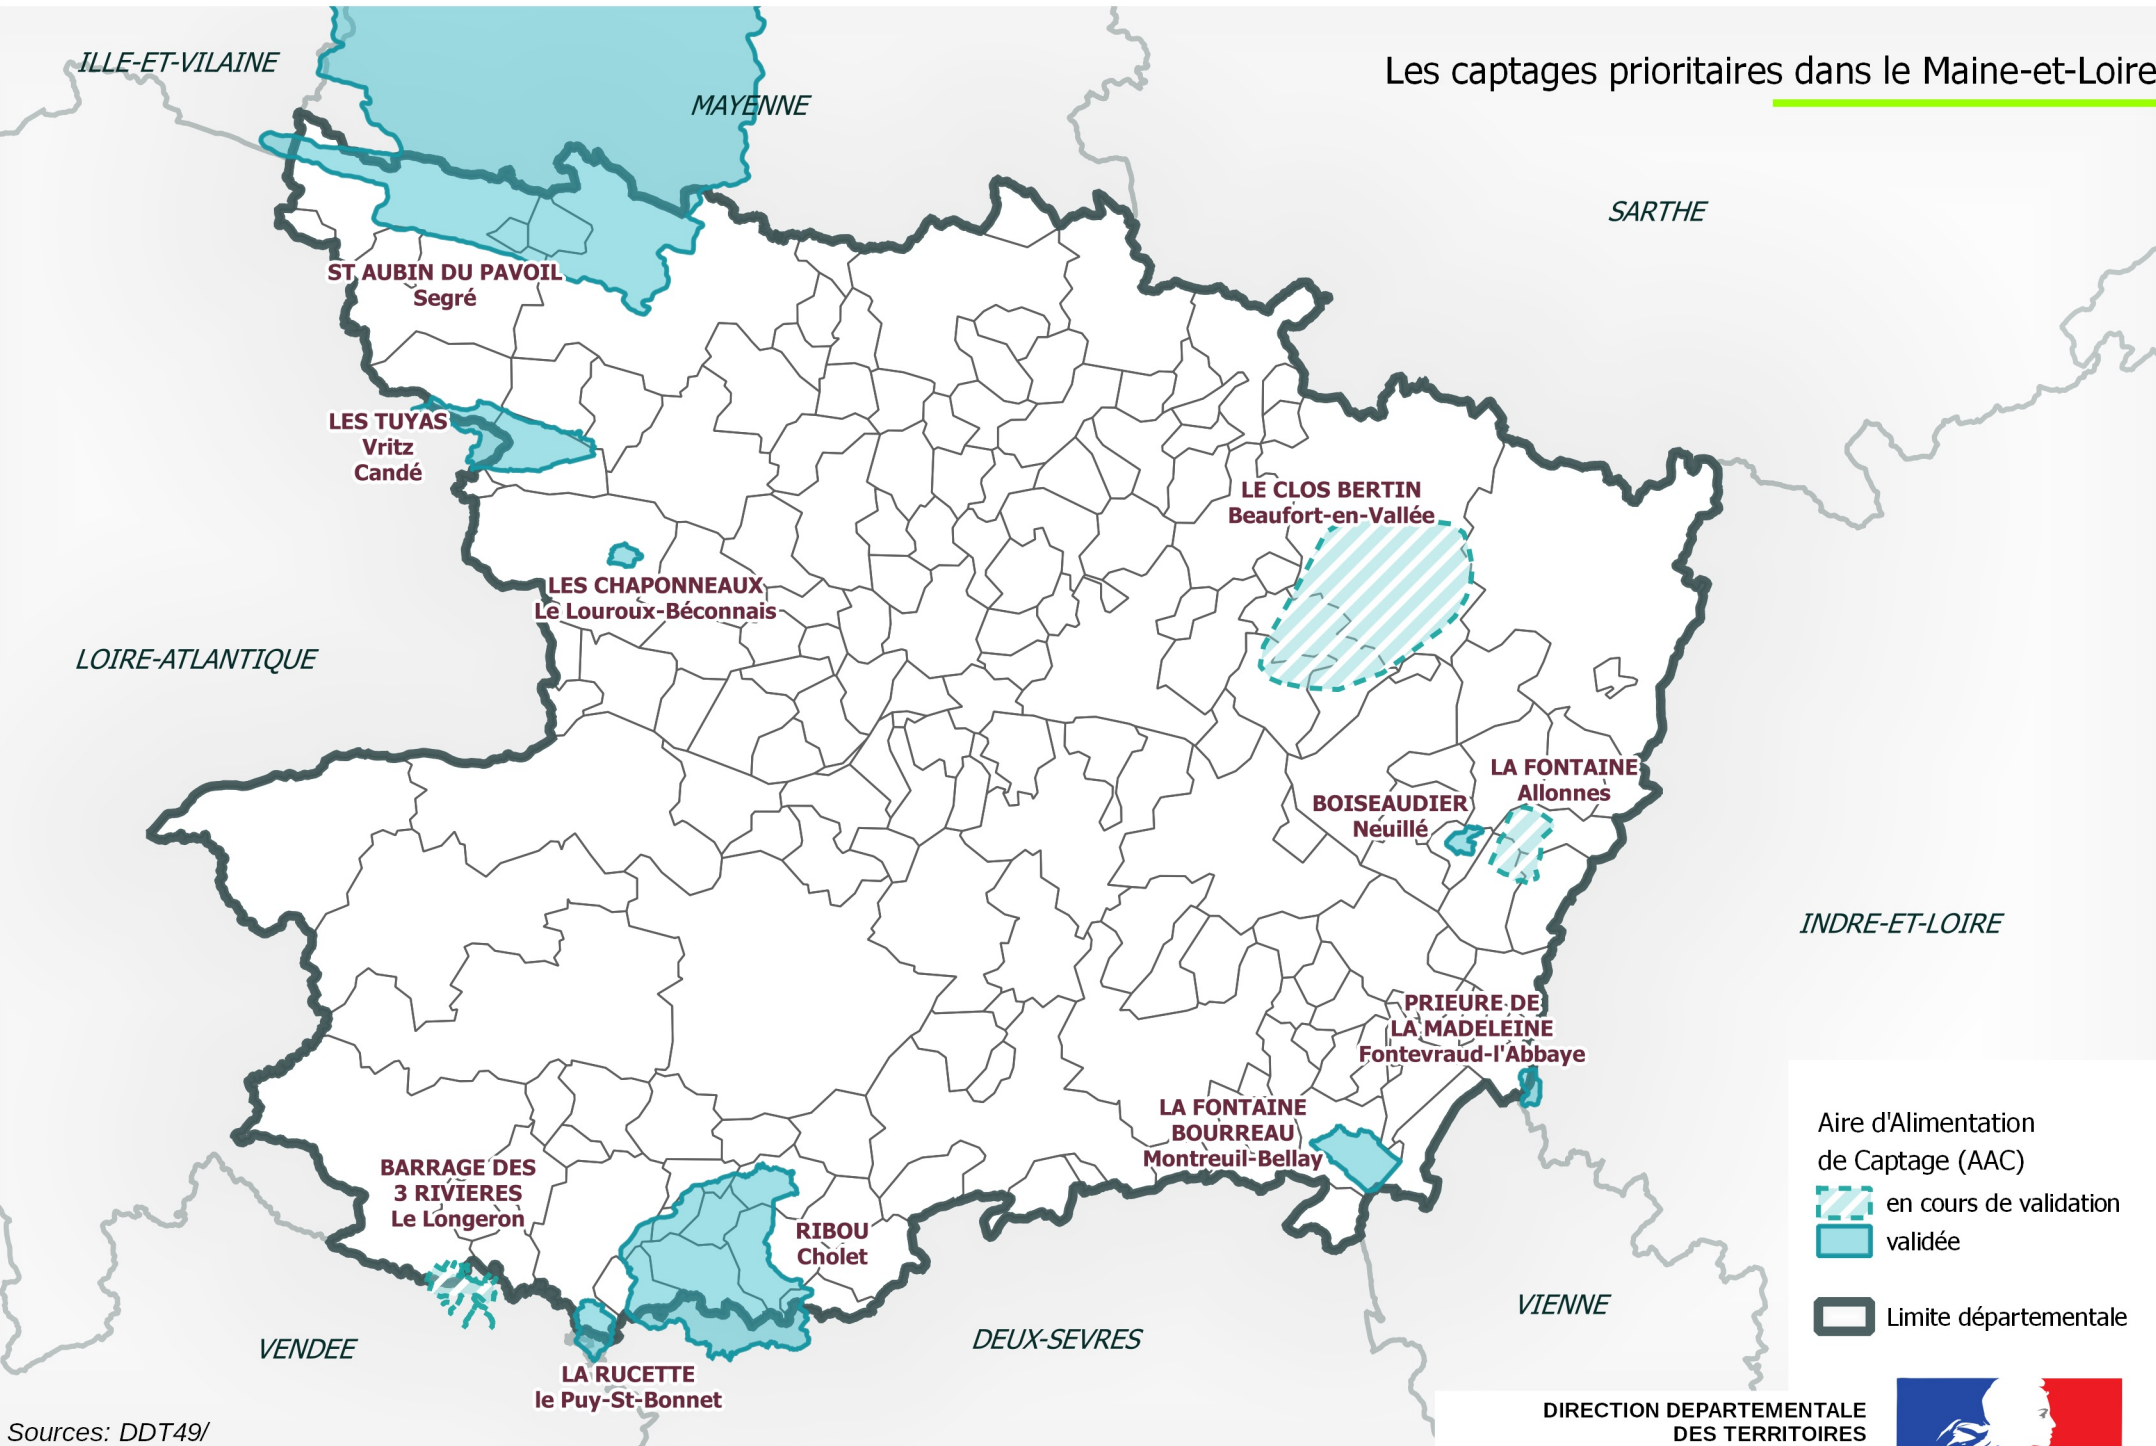 Les captages prioritaires dans le Maine-et-Loire
ILLE-ET-VILAINE
MAYENNE
SARTHE
ST AUBIN DU PAVOIL
Segré
LES TUYAS
Vritz
Candé
LE CLOS BERTIN
Beaufort-en-Vallée
LES CHAPONNEAUX
Le Louroux-Béconnais
LOIRE-ATLANTIQUE
LA FONTAINE
Allonnes
BOISEAUDIER
Neuillé
INDRE-ET-LOIRE
PRIEURE DE
LA MADELEINE
Fontevraud-l'Abbaye
LA FONTAINE
BOURREAU
Montreuil-Bellay
BARRAGE DES
3 RIVIERES
Le Longeron
RIBOU
Cholet
LA RUCETTE
le Puy-St-Bonnet
VENDEE
DEUX-SEVRES
VIENNE
Aire d'Alimentation
de Captage (AAC)
en cours de validation
validée
Limite départementale
DIRECTION DEPARTEMENTALE
DES TERRITOIRES
Sources: DDT49/